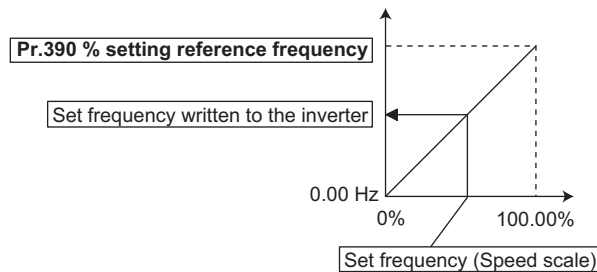 Pr.390 % setting reference frequency
Set frequency written to the inverter
0.00 Hz
0%
100.00%
Set frequency (Speed scale)